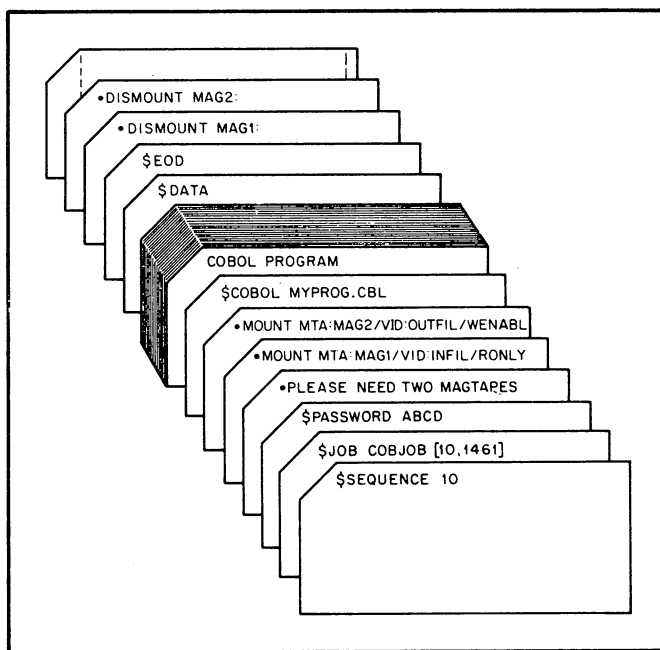 •DISMOUNT MAG2:
•DISMOUNT MAG1:
$EOD
$DATA
COBOL PROGRAM
$COBOL MYPROG.CBL
•MOUNT MTA:MAG2/VID:OUTFIL/WENABL
•MOUNT MTA:MAG1/VID:INFIL/RONLY
•PLEASE NEED TWO MAGTAPES
$PASSWORD ABCD
$JOB COBJOB [10,1461]
$SEQUENCE 10